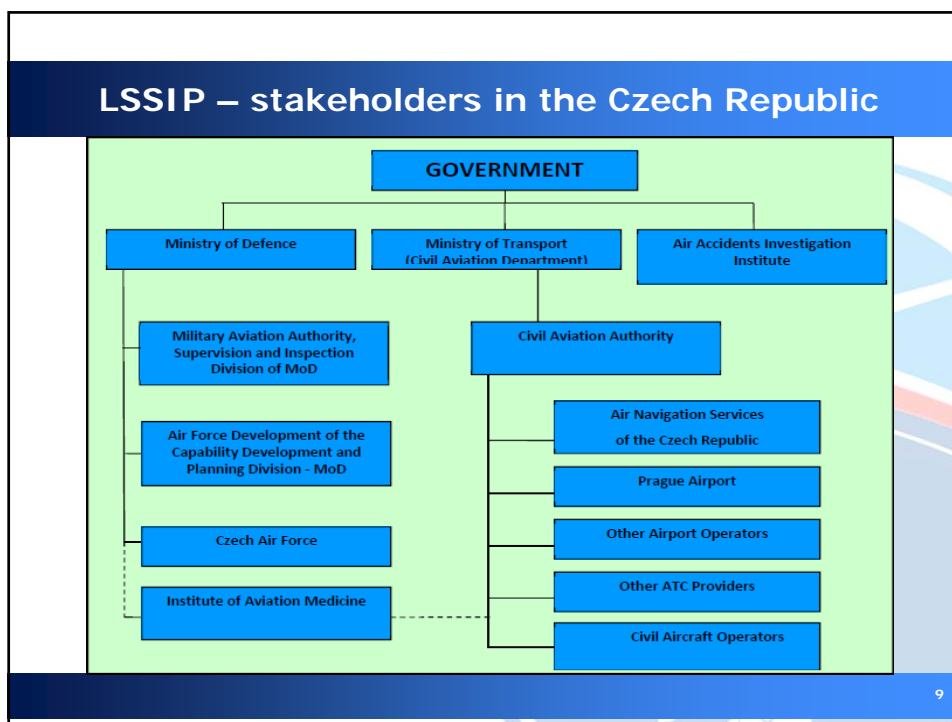 LSSIP – stakeholders in the Czech Republic
GOVERNMENT
Ministry of Defence
Ministry of Transport
(Civil Aviation Department)
Air Accidents Investigation
Institute
Military Aviation Authority,
Supervision and Inspection
Division of MoD
Civil Aviation Authority
Air Force Development of the
Capability Development and
Planning Division - MoD
Air Navigation Services
of the Czech Republic
Prague Airport
Czech Air Force
Other Airport Operators
Institute of Aviation Medicine
Other ATC Providers
Civil Aircraft Operators
9